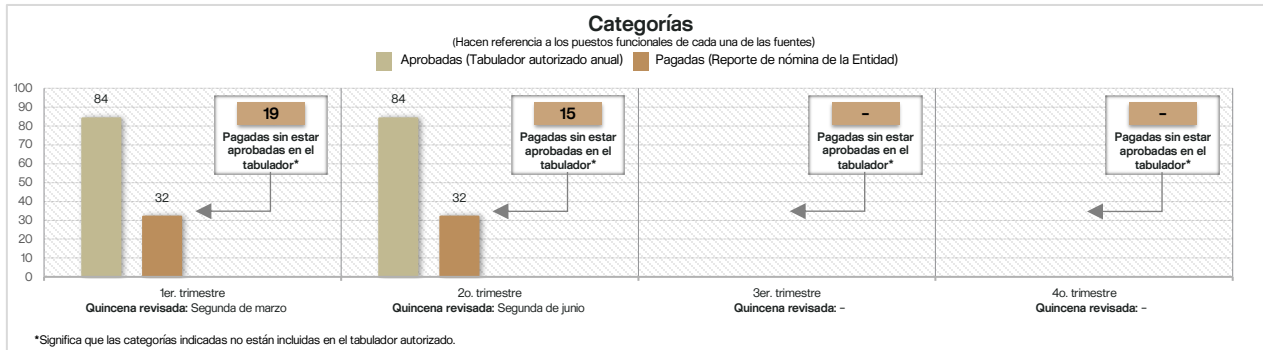 Categorías
(Hacen referencia a los puestos funcionales de cada una de las fuentes)
Aprobadas (Tabulador autorizado anual) Pagadas (Reporte de nómina de la Entidad)
100
90
80
70
60
50
40
30
20
10
0
84
32
19
Pagadas sin estar
aprobadas en el
tabulador*
84
32
15
Pagadas sin estar
aprobadas en el
tabulador*
-
Pagadas sin estar
aprobadas en el
tabulador*
-
Pagadas sin estar
aprobadas en el
tabulador*
1er. trimestre
Quincena revisada: Segunda de marzo
2o. trimestre
Quincena revisada: Segunda de junio
3er. trimestre
Quincena revisada: -
4o. trimestre
Quincena revisada: -
*Significa que las categorías indicadas no están incluidas en el tabulador autorizado.